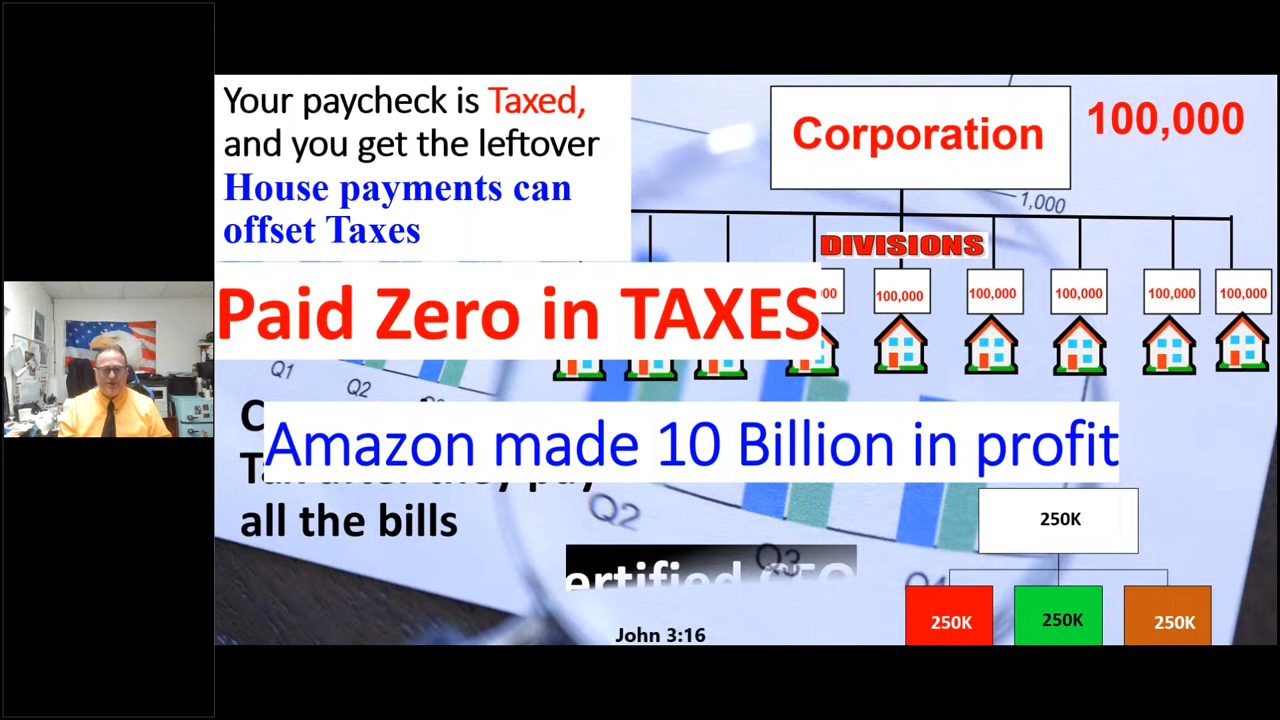 Your paycheck is Taxed,
and you get the leftover
House payments can
offset Taxes
Corporation
100,000
1,000
DIVISIONS
Paid Zero in TAXES
100,000 100,000 100,000 100,000 100,000
Q1
Q2
Amazon made 10 Billion in profit
all the bills
Q2
Q3
Q4
250K
250K 250K 250K
John 3:16